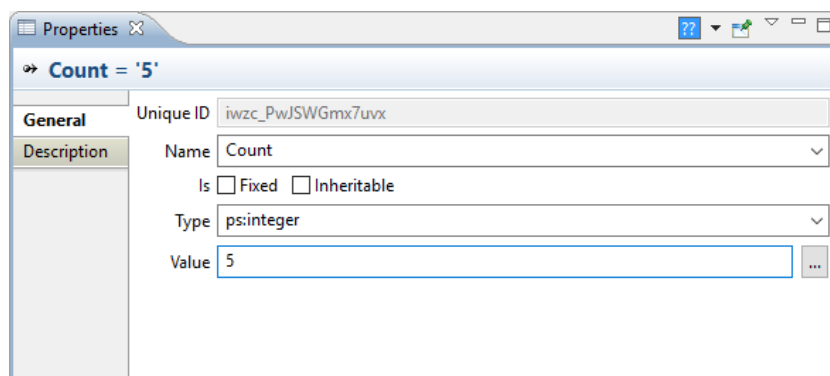 Properties
??
Count = '5'
General
Description
Unique ID iwzc_PwJSWGmx7uvx
Name Count
Is Fixed Inheritable
Type ps:integer
Value 5 ...